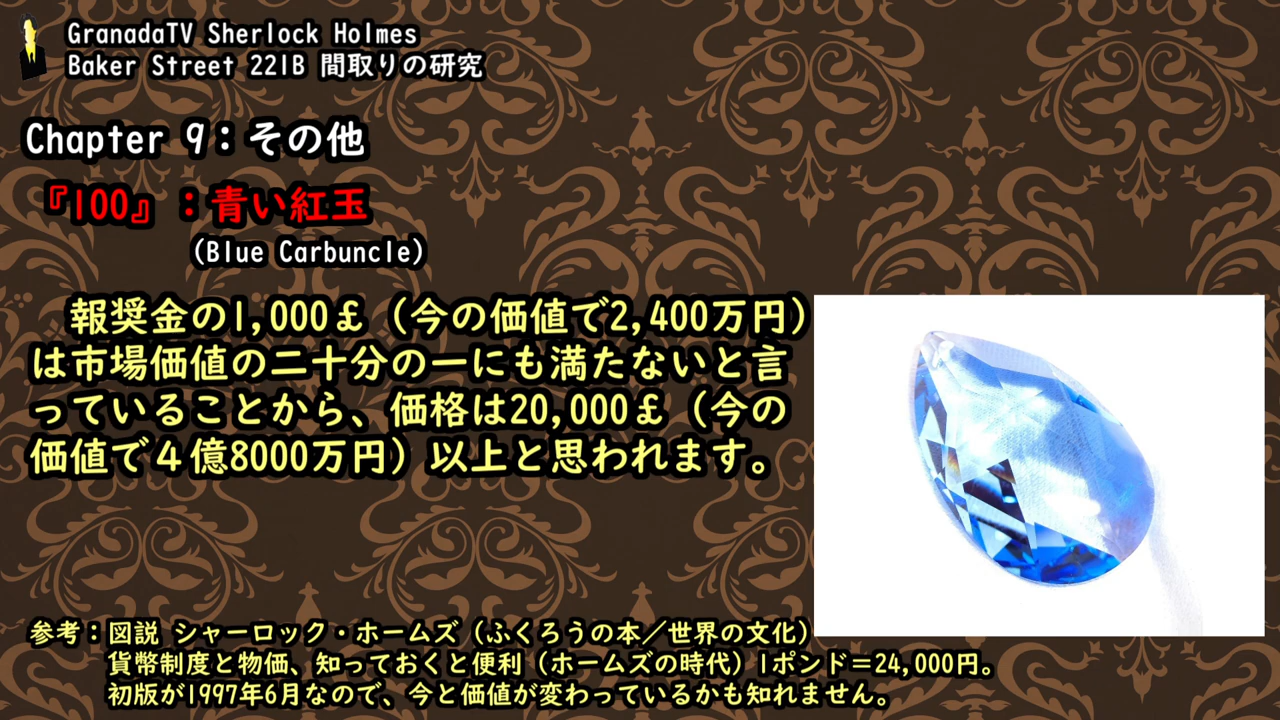 GranadaTV Sherlock Holmes
Baker Street 221B 間取りの研究
Chapter 9：その他
『100』：青い紅玉
(Blue Carbuncle)
報奨金の1,000￡（今の価値で2,400万円）
は市場価値の二十分の一にも満たないと言
っていることから、価格は20,000￡（今の
価値で４億8000万円）以上と思われます。
参考：図説 シャーロック・ホームズ（ふくろうの本／世界の文化）
貨幣制度と物価、知っておくと便利（ホームズの時代）1ポンド＝24,000円。
初版が1997年6月なので、今と価値が変わっているかも知れません。